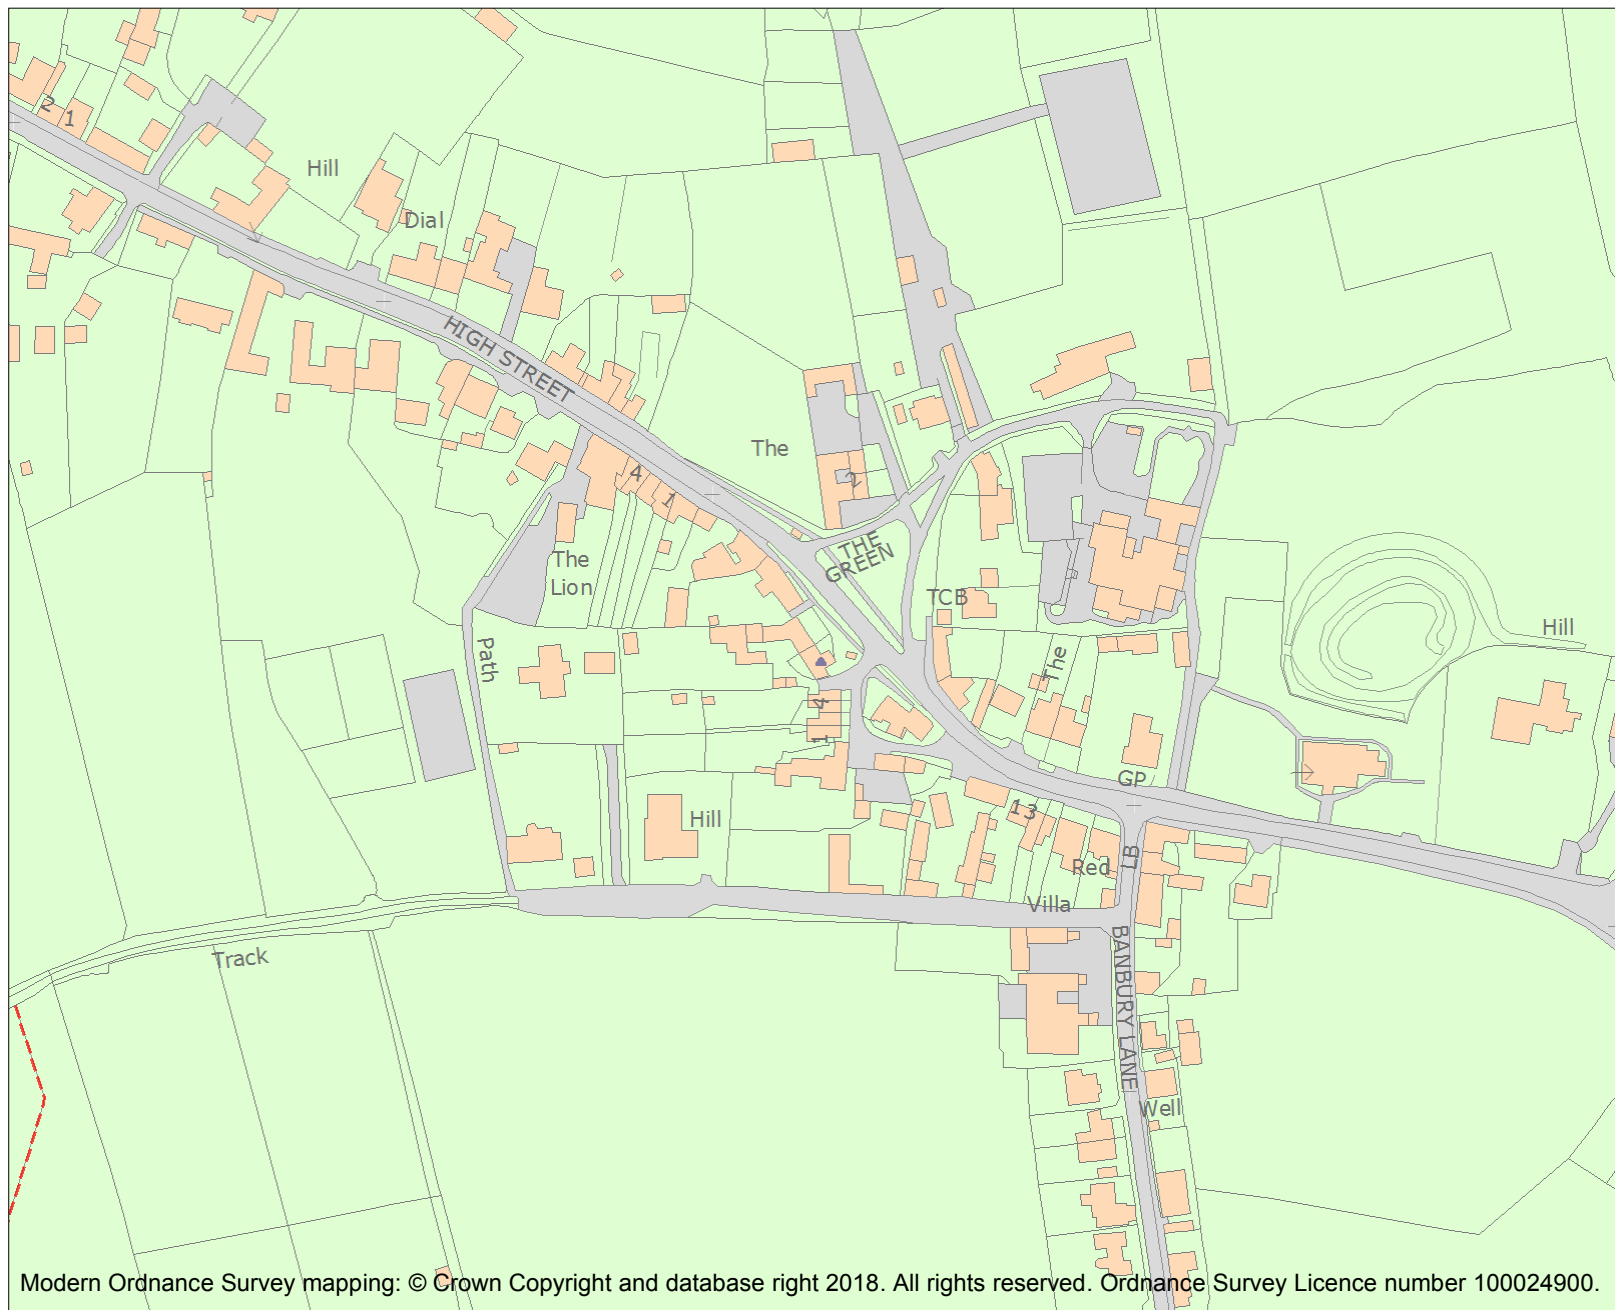 2
1
Hill
Dial
HIGH STREET
The
2
4
1
THE
GREEN
The
Lion
TCB
Hill
Path
The
4
1
GP
Hill
13
LB
Red
Villa
BANBURY LANE
Track
Well
Modern Ordnance Survey mapping: © Crown Copyright and database right 2018. All rights reserved. Ordnance Survey Licence number 100024900.